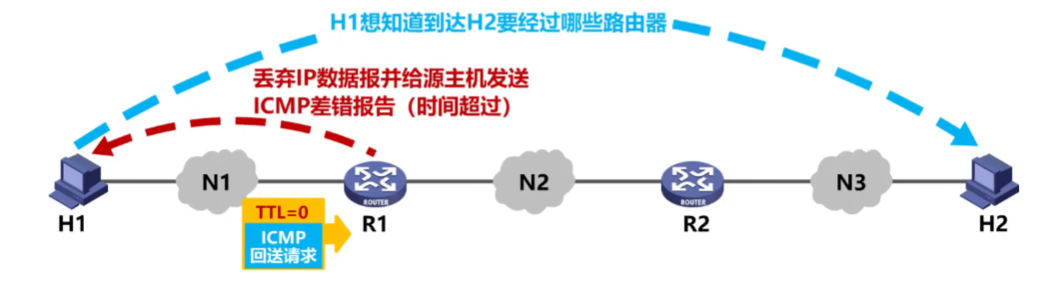 H1想知道到达H2要经过哪些路由器
丢弃IP数据报并给源主机发送
ICMP差错报告（时间超过）
N1
N2
N3
ROUTER
ROUTER
H1
TTL=0
R1
R2
H2
ICMP
回送请求